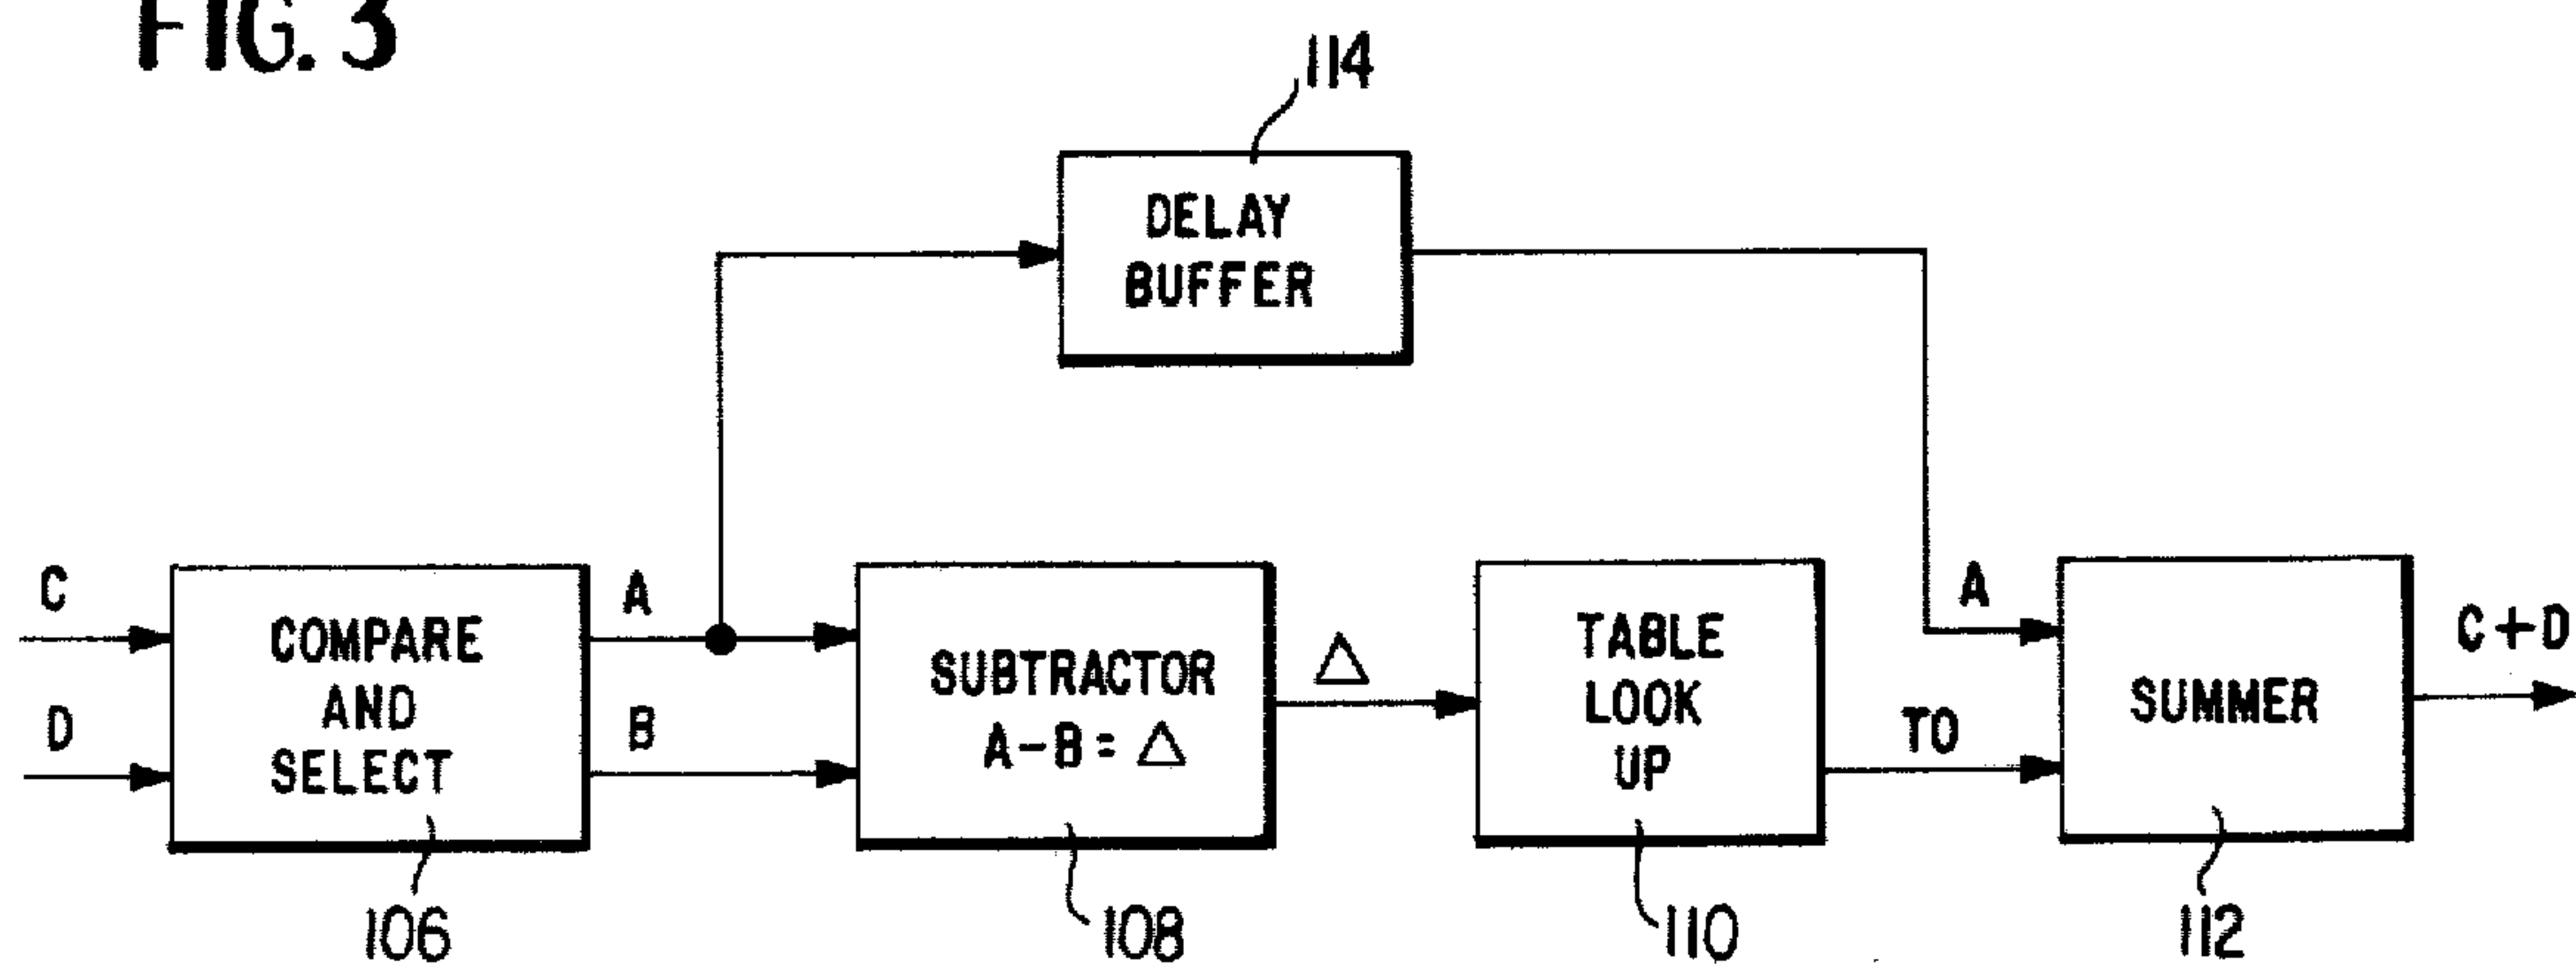 FIG. 3
114
DELAY
BUFFER
C
D
COMPARE
AND
SELECT
106
A
B
SUBTRACTOR
A-B= △
108
△
TABLE
LOOK
UP
110
A
TO
SUMMER
112
C+D